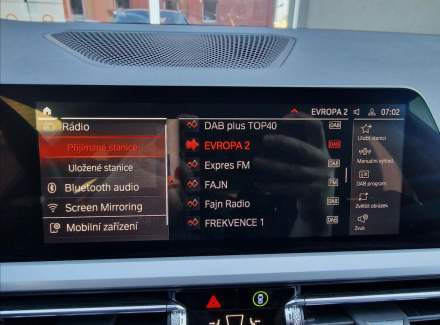 EVROPA 2 07:02
Rádio
Přijímané stanice
Uložené stanice
Bluetooth audio
Screen Mirroring
Mobilní zařízení
DAB plus TOP40 DAB
EVROPA 2 DAB
Expres FM DAB
FAJN FM
Fajn Radio DAB
FREKVENCE 1 DAB
Uložit stanici
Manuální vyhled.
DAB program
Zvětšit obrázek
Zvuk